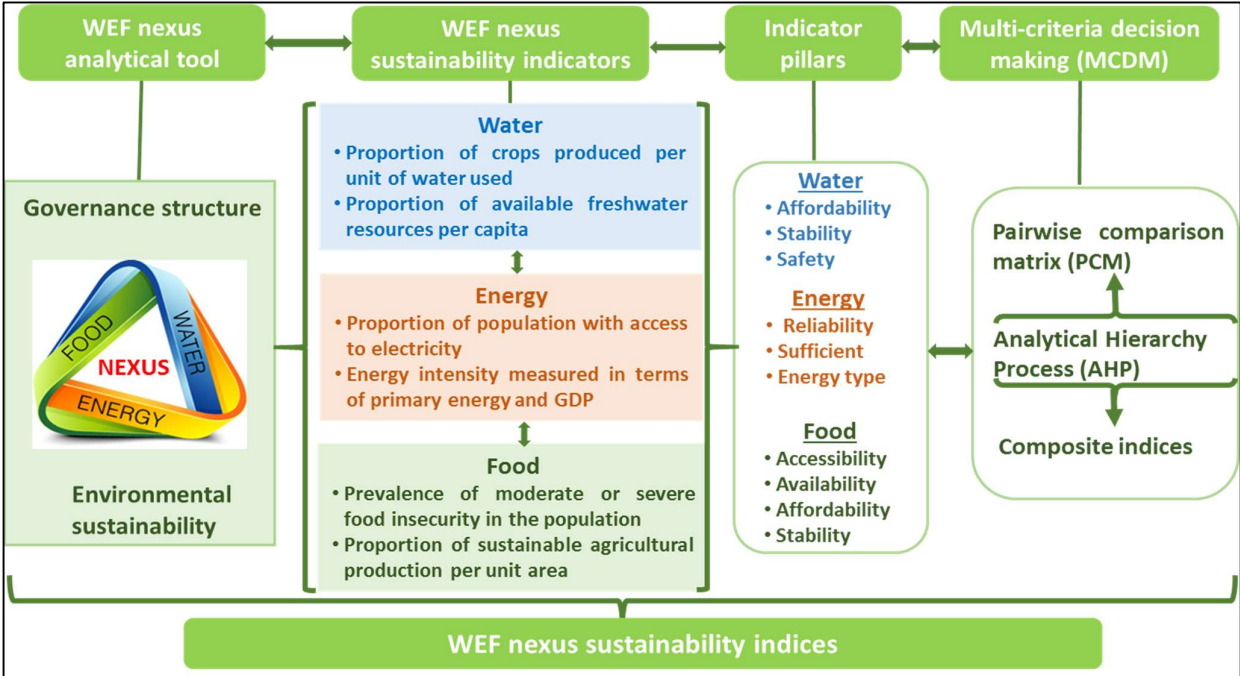 WEF nexus
analytical tool
WEF nexus
sustainability indicators
Indicator
pillars
Multi-criteria decision
making (MCDM)
Governance structure
FOOD
WATER
NEXUS
ENERGY
Environmental
sustainability
Water
• Proportion of crops produced per
unit of water used
• Proportion of available freshwater
resources per capita
Energy
• Proportion of population with access
to electricity
• Energy intensity measured in terms
of primary energy and GDP
Food
• Prevalence of moderate or severe
food insecurity in the population
• Proportion of sustainable agricultural
production per unit area
Water
• Affordability
• Stability
• Safety
Energy
• Reliability
• Sufficient
• Energy type
Food
• Accessibility
• Availability
• Affordability
• Stability
Pairwise comparison
matrix (PCM)
Analytical Hierarchy
Process (AHP)
Composite indices
WEF nexus sustainability indices